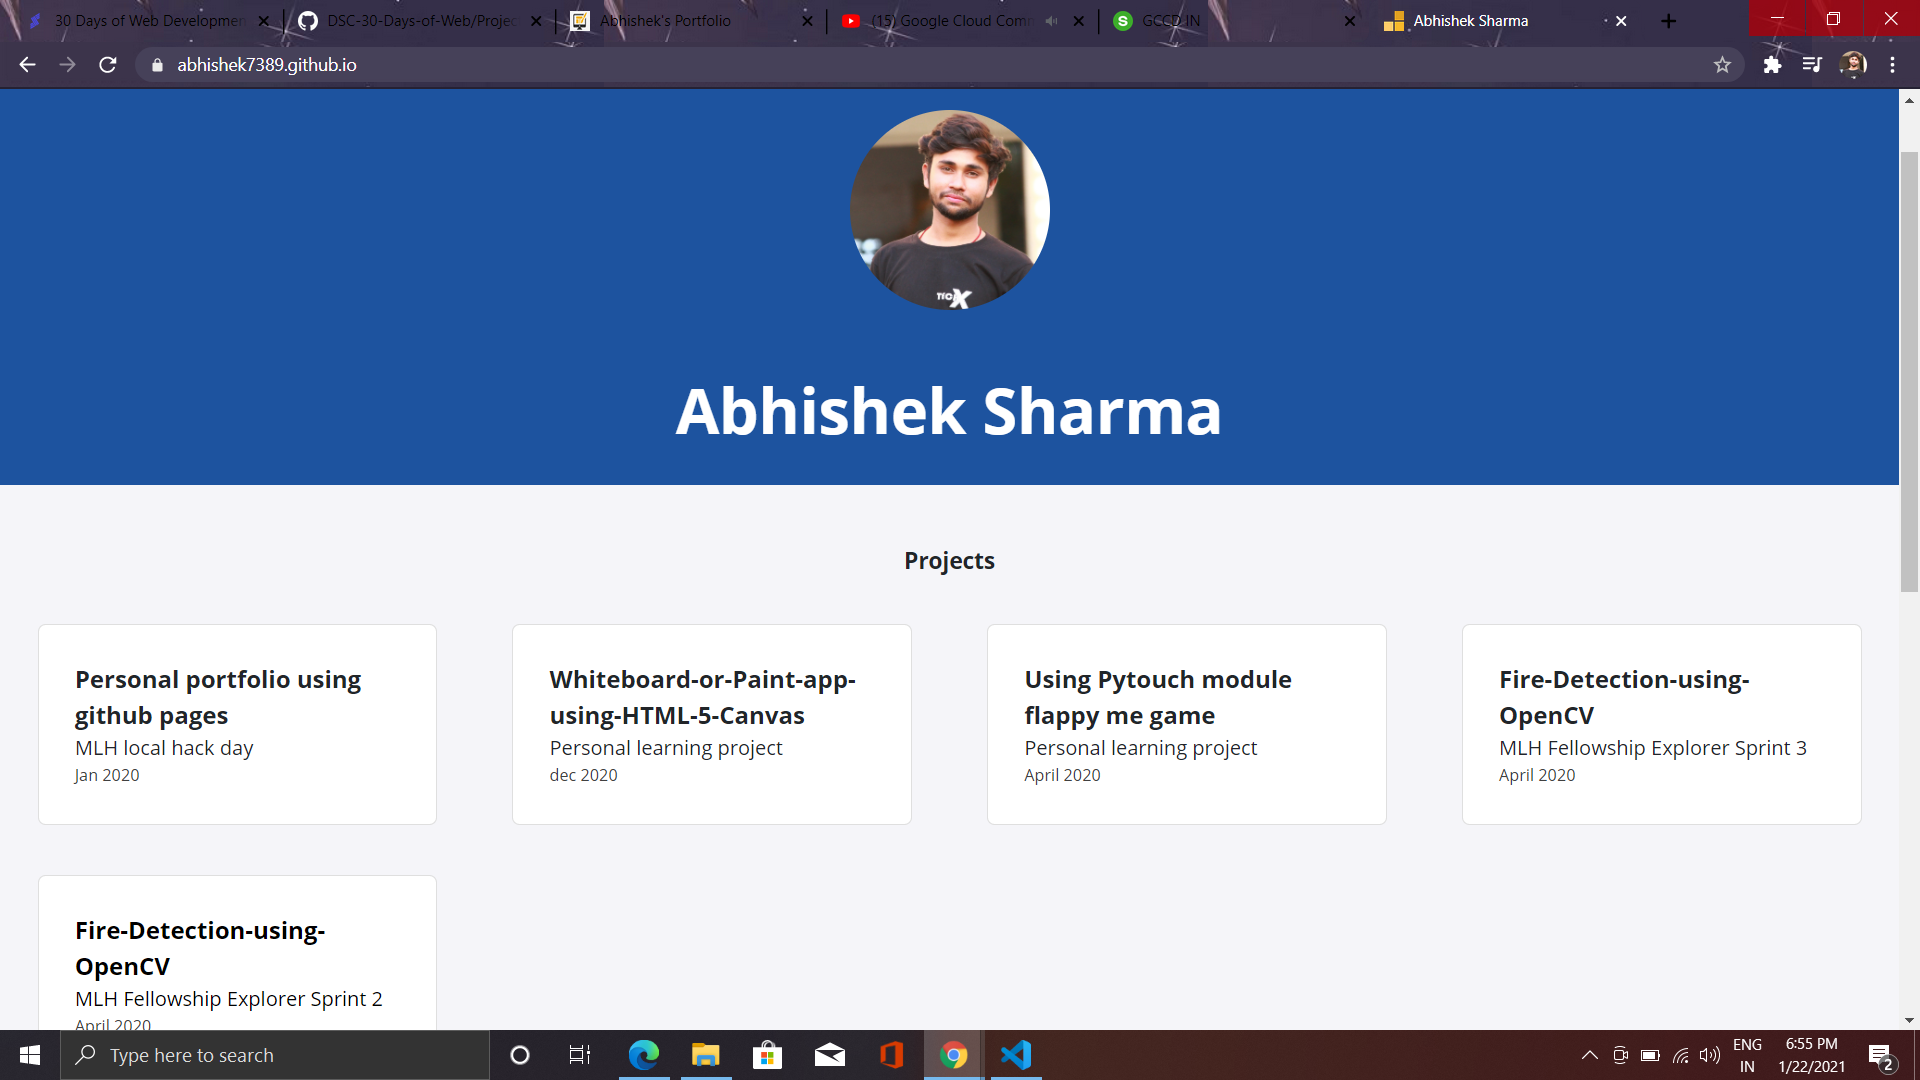 30 Days of Web Developmen
DSC-30-Days-of-Web/Projec
Abhishek's Portfolio
(15) Google Cloud Com
GCCD IN
Abhishek Sharma
abhishek7389.github.io
Abhishek Sharma
Projects
Personal portfolio using
github pages
MLH local hack day
Jan 2020
Whiteboard-or-Paint-app-
using-HTML-5-Canvas
Personal learning project
dec 2020
Using Pytouch module
flappy me game
Personal learning project
April 2020
Fire-Detection-using-
OpenCV
MLH Fellowship Explorer Sprint 3
April 2020
Fire-Detection-using-
OpenCV
MLH Fellowship Explorer Sprint 2
April 2020
Type here to search
ENG
IN
6:55 PM
1/22/2021
2